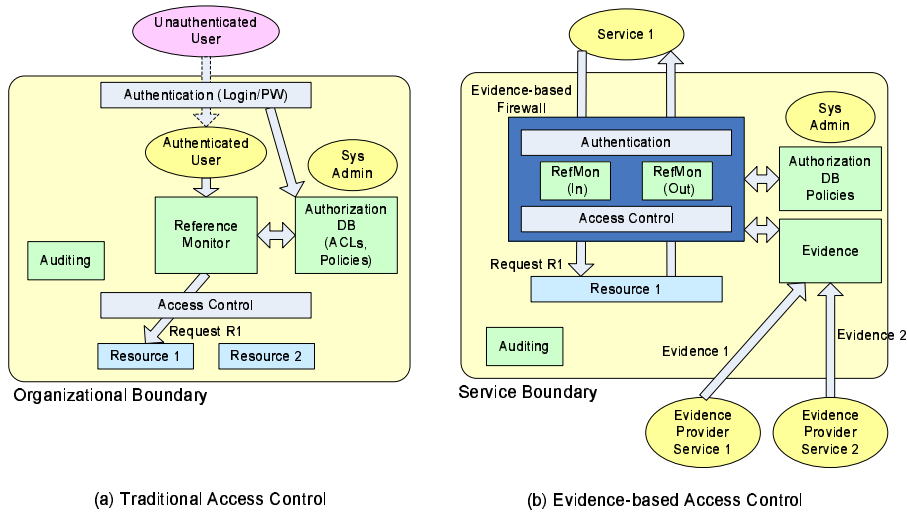 Unauthenticated
User
Authentication (Login/PW)
Authenticated
User
Sys
Admin
Reference
Monitor
Authorization
DB
(ACLs,
Policies)
Auditing
Access Control
Request R1
Resource 1
Resource 2
Organizational Boundary
(a) Traditional Access Control
Service 1
Evidence-based
Firewall
Sys
Admin
Authentication
RefMon
(In)
RefMon
(Out)
Authorization
DB
Policies
Access Control
Evidence
Request R1
Resource 1
Auditing
Evidence 1
Evidence 2
Service Boundary
Evidence
Provider
Service 1
Evidence
Provider
Service 2
(b) Evidence-based Access Control